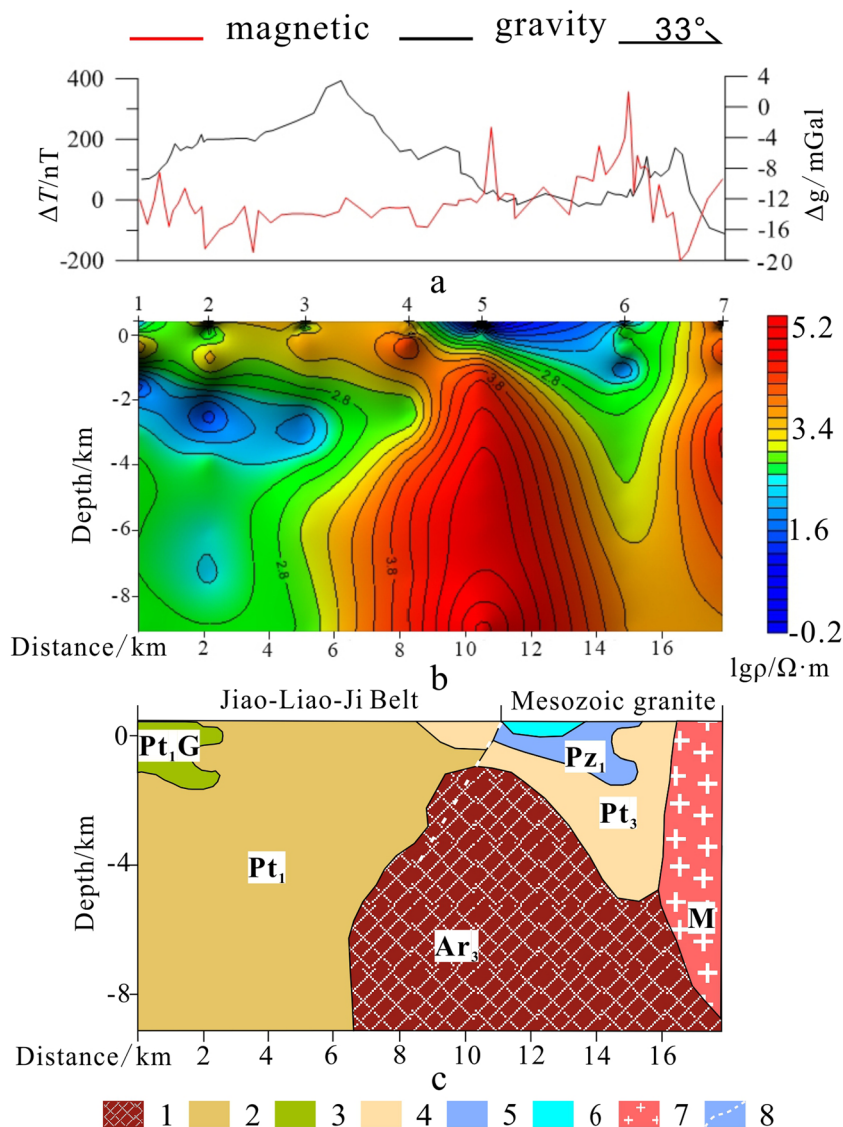 magnetic gravity 33°
400 4
0
200 -4
-8
0 -12
-16
-200 -20
ΔT/nT
Δg/mGal
a
1 2 3 4 5 6 7
0
-2
-4
-6
-8
Depth/km
2.8 3.8 2.8
2.8 3.8
5.2
3.4
1.6
-0.2
lgρ/Ω·m
Distance/km 2 4 6 8 10 12 14 16
b
Jiao-Liao-Ji Belt Mesozoic granite
0
-4
-8
Depth/km
Pt₁G
Pz₁
Pt₃
Pt₁
M
Ar₃
Distance/km 2 4 6 8 10 12 14 16
c
1 2 3 4 5 6 7 8